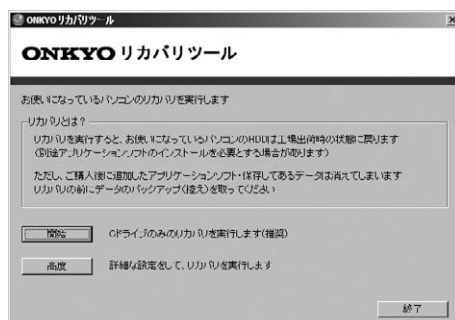 ONKYO リカバリツール
ONKYO リカバリツール
お使いになっているパソコンのリカバリを実行します
リカバリとは?
リカバリを実行すると、お使いになっているパソコンのHDDは工場出荷時の状態に戻ります
(別途アプリケーションソフトのインストールを必要とする場合があります)
ただし、ご購入後に追加したアプリケーションソフト・保存してあるデータは消えてしまいます
リカバリの前にデータのバックアップ(控え)を取ってください
開始 Cドライブのみのリカバリを実行します(推奨)
高度 詳細な設定をして、リカバリを実行します
終了